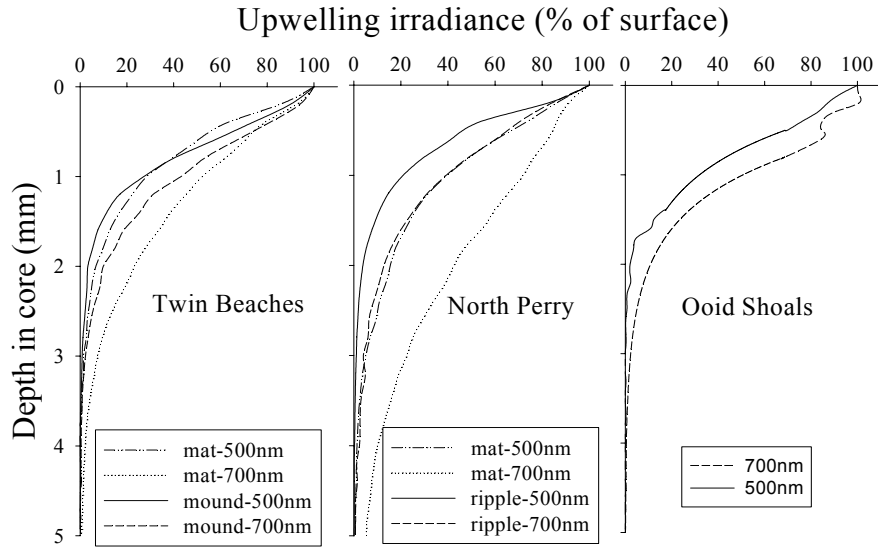 Upwelling irradiance (% of surface)
0 20 40 60 80 100 0 20 40 60 80 100 0 20 40 60 80 100
Depth in core (mm)
0
1
2
3
4
5
Twin Beaches
North Perry
Ooid Shoals
mat-500nm
mat-700nm
mound-500nm
mound-700nm
mat-500nm
mat-700nm
ripple-500nm
ripple-700nm
700nm
500nm